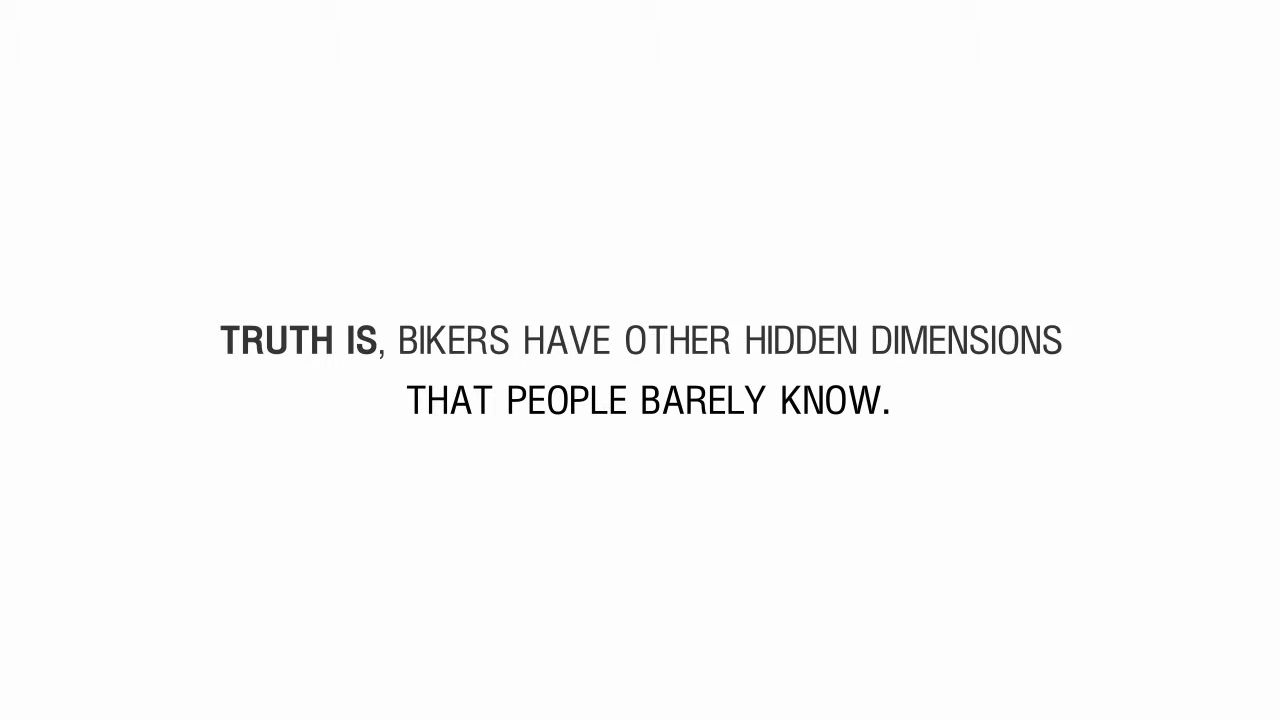 TRUTH IS, BIKERS HAVE OTHER HIDDEN DIMENSIONS
THAT PEOPLE BARELY KNOW.